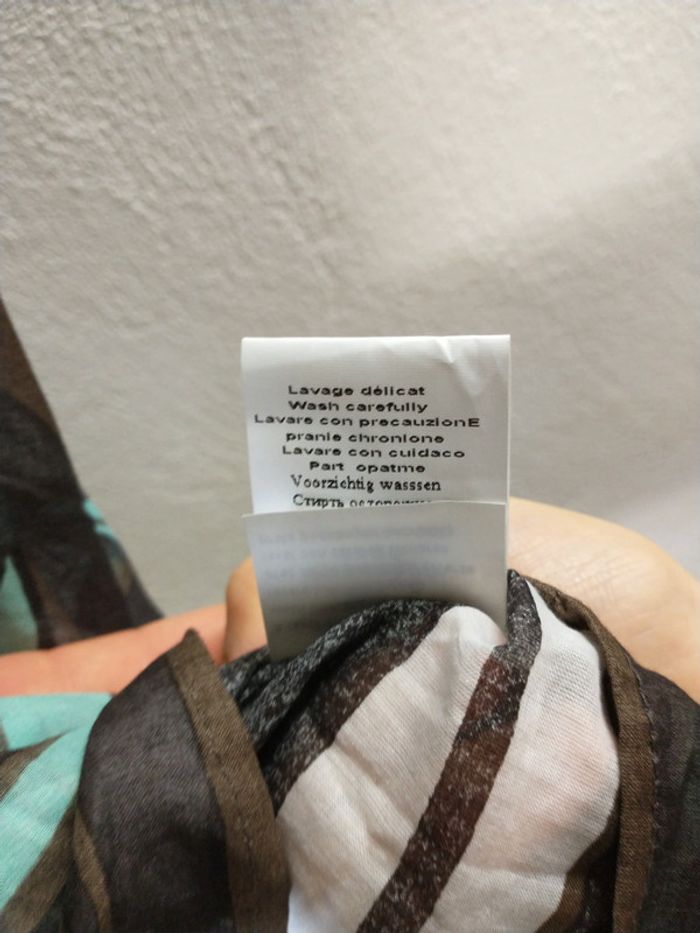 Lavage délicat
Wash carefully
Lavare con precauzionE
pranie chronione
Lavare con cuidaco
Part opatme
Voorzichtig wasssen
Стирть